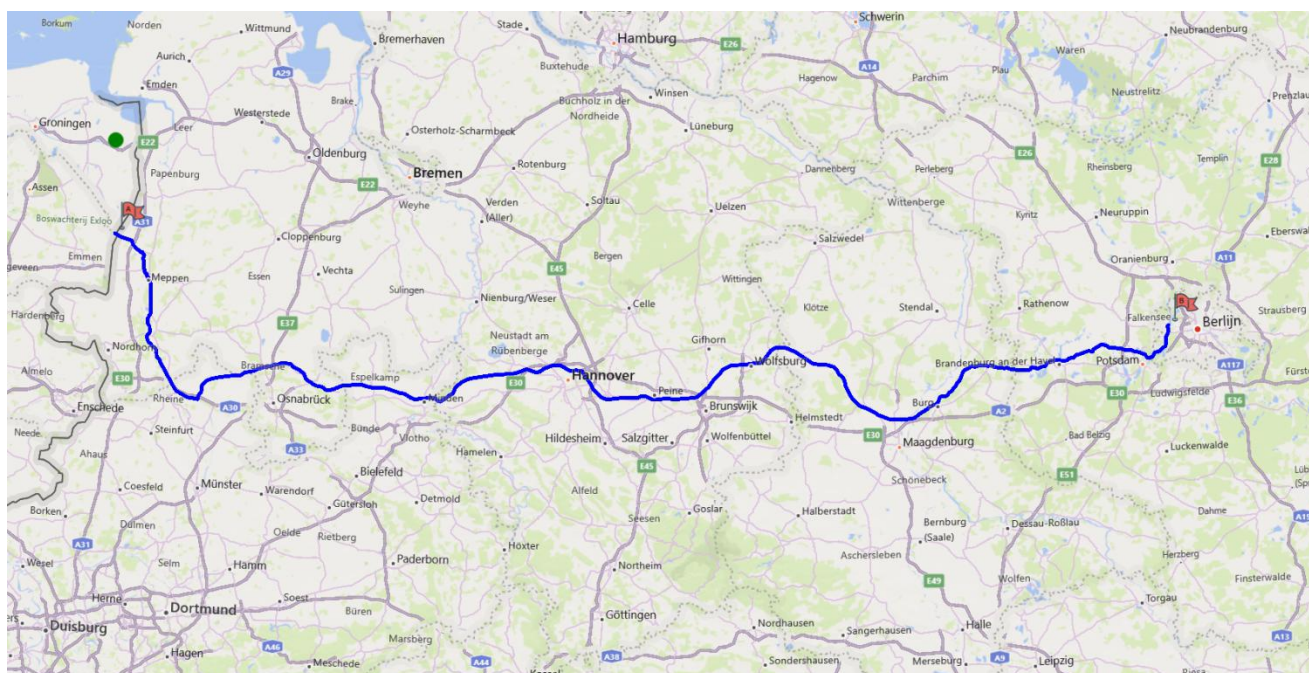 Borkum
Norden
Wittmund
Bremerhaven
Stade
Hamburg
E26
Schwerin
Neubrandenburg
Aurich
A29
Buxtehude
A14
Waren
Emden
Hagenow
Parchim
Plau
Neustrelitz
Brake
Winsen
Prenzlau
Westerstede
Buchholz in der
Nordheide
Groningen
E22
Leer
Osterholz-Scharmbeck
Lüneburg
Oldenburg
Rotenburg
Dannenberg
Perleberg
E26
Rheinsberg
Templin
E28
Papenburg
Bremen
E22
Assen
Weyhe
Verden
(Aller)
Soltau
Uelzen
Wittenberge
Kyritz
Neuruppin
A
A31
Boswachterij Exloo
Cloppenburg
Salzwedel
Eberswal
Emmen
Bergen
Oranienburg
A11
geveen
Meppen
Essen
Vechta
E45
Wittingen
Sulingen
Nienburg/Weser
Celle
Klötze
Stendal
Rathenow
B
Falkensee
Strausberg
Hardenberg
E37
Neustadt am
Rübenberge
Gifhorn
Berlijn
Nordhorn
Bramsche
Wolfsburg
Brandenburg an der Havel
Potsdam
A117
Almelo
E30
Espelkamp
E30
Hannover
Fürste
Rheine
Osnabrück
Minden
Peine
Burg
Ludwigsfelde
E30
E36
Enschede
A30
Brunswijk
Helmstedt
A2
Neede
Steinfurt
Bünde
Vlotho
Hildesheim
Salzgitter
Wolfenbüttel
E30
Maagdenburg
Bad Belzig
Luckenwalde
Ahaus
A33
Hamelen
E45
Bielefeld
E51
Coesfeld
Münster
Warendorf
Detmold
Alfeld
Schönebeck
Borken
Gütersloh
Goslar
Halberstadt
Dülmen
Oelde
Rietberg
Seesen
Bernburg
(Saale)
Dessau-Roßlau
Dahme
A31
Höxter
Aschersleben
Wesel
Selm
Hamm
Paderborn
Northeim
Wolfen
Herzberg
E49
Finsterwalde
Herne
Soest
Büren
Torgau
Dortmund
Göttingen
Duisburg
Marsberg
Nordhausen
Sangerhausen
Halle
A13
Hagen
A46
Meschede
A44
A38
Sondershausen
Merseburg
A9
Leipzig